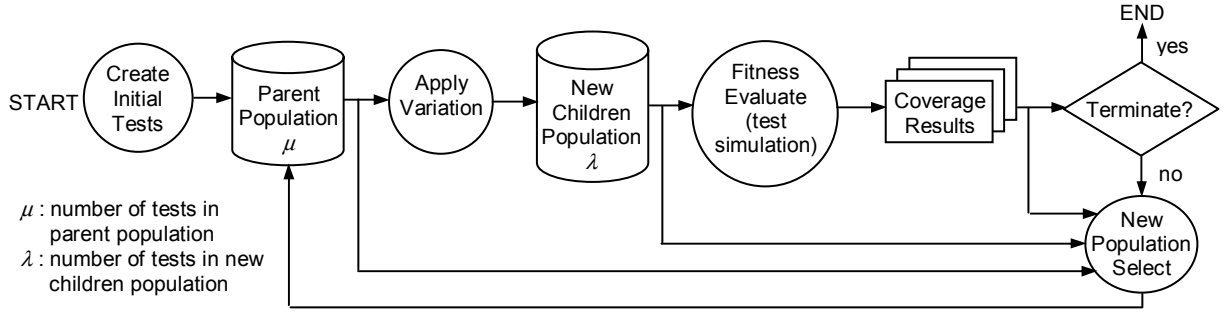 START
Create
Initial
Tests
Parent
Population
μ
Apply
Variation
New
Children
Population
λ
Fitness
Evaluate
(test
simulation)
Coverage
Results
Terminate?
yes
END
no
New
Population
Select
μ : number of tests in
parent population
λ : number of tests in new
children population